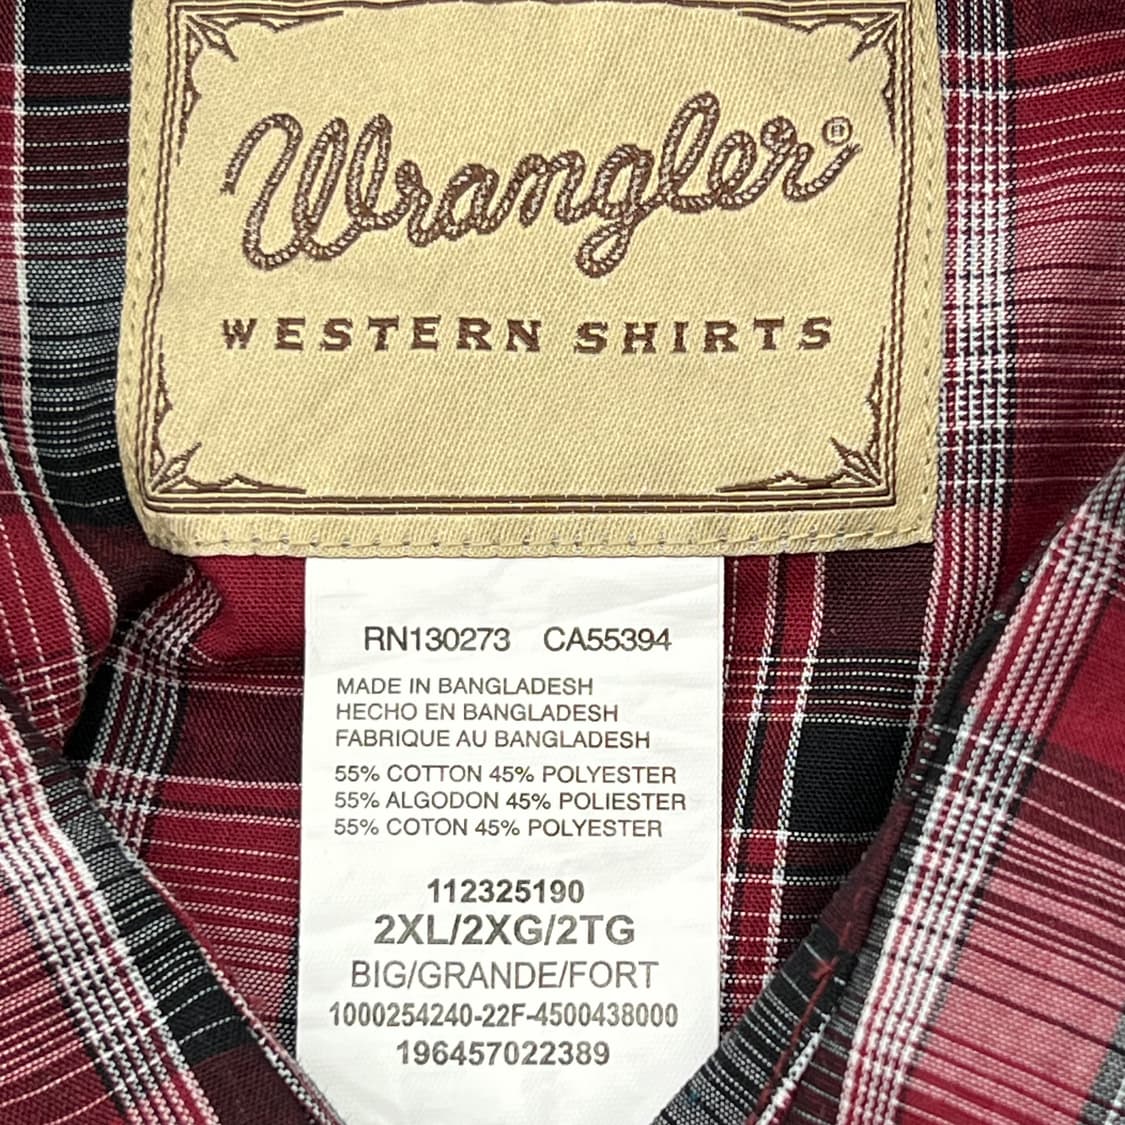 Wrangler®
WESTERN SHIRTS
RN130273 CA55394
MADE IN BANGLADESH
HECHO EN BANGLADESH
FABRIQUE AU BANGLADESH
55% COTTON 45% POLYESTER
55% ALGODON 45% POLIESTER
55% COTON 45% POLYESTER
112325190
2XL/2XG/2TG
BIG/GRANDE/FORT
1000254240-22F-4500438000
196457022389